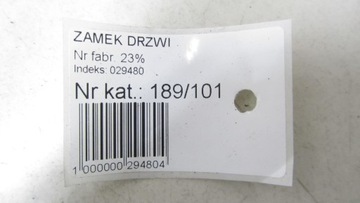 ZAMEK DRZWI
Nr fabr. 23%
Indeks: 029480
Nr kat.: 189/101
1 000000 294804